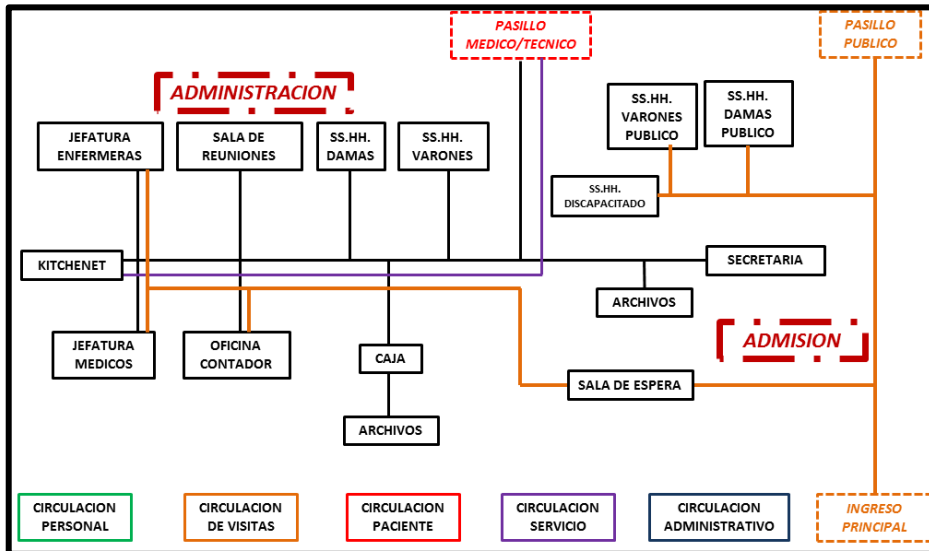 PASILLO
MEDICO/TECNICO
PASILLO
PUBLICO
ADMINISTRACION
JEFATURA
ENFERMERAS
SALA DE
REUNIONES
SS.HH.
DAMAS
SS.HH.
VARONES
SS.HH.
VARONES
PUBLICO
SS.HH.
DAMAS
PUBLICO
SS.HH.
DISCAPACITADO
KITCHENET
SECRETARIA
ARCHIVOS
JEFATURA
MEDICOS
OFICINA
CONTADOR
CAJA
ADMISION
SALA DE ESPERA
ARCHIVOS
CIRCULACION
PERSONAL
CIRCULACION
DE VISITAS
CIRCULACION
PACIENTE
CIRCULACION
SERVICIO
CIRCULACION
ADMINISTRATIVO
INGRESO
PRINCIPAL